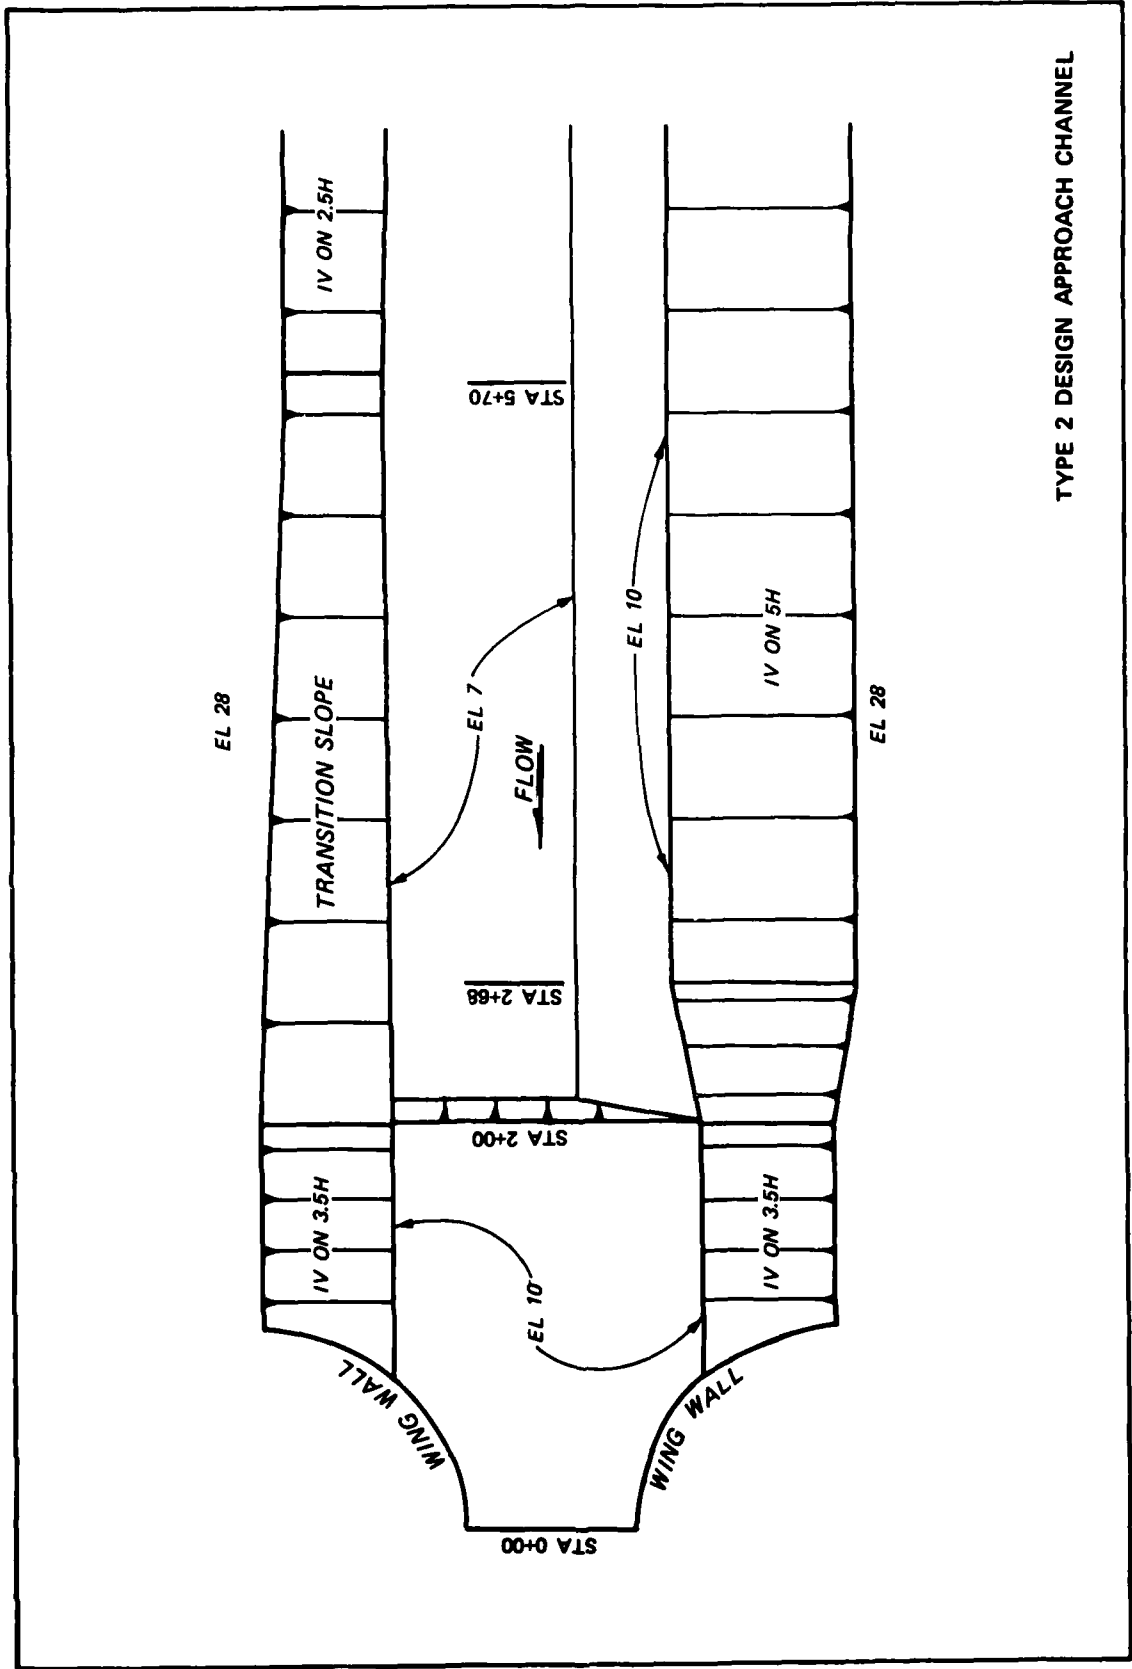 EL 28
WING WALL
IV ON 3.5H
TRANSITION SLOPE
IV ON 2.5H
STA 0+00
STA 2+00
STA 2+68
STA 5+70
EL 10
EL 7
FLOW
EL 10
WING WALL
IV ON 3.5H
IV ON 5H
EL 28
TYPE 2 DESIGN APPROACH CHANNEL